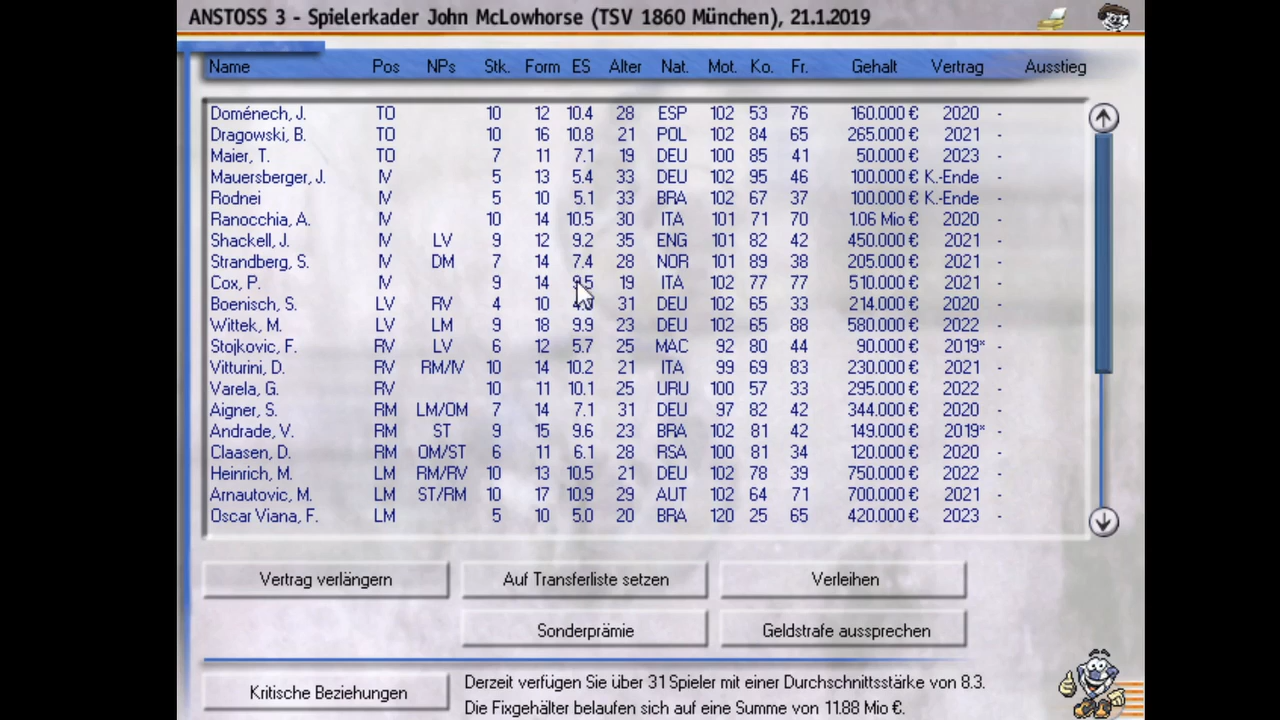 ANSTOSS 3 - Spielerkader John McLowhorse (TSV 1860 München), 21.1.2019
Name Pos NPs Stk. Form ES Alter Nat. Mot. Ko. Fr. Gehalt Vertrag Ausstieg
Doménech, J. TO 10 12 10.4 28 ESP 102 53 76 160.000 € 2020 -
Dragowski, B. TO 10 16 10.8 21 POL 102 84 65 265.000 € 2021 -
Maier, T. TO 7 11 7.1 19 DEU 100 85 41 50.000 € 2023 -
Mauersberger, J. IV 5 13 5.4 33 DEU 102 95 46 100.000 € K.-Ende
Rodnei IV 5 10 5.1 33 BRA 102 67 37 100.000 € K.-Ende
Ranocchia, A. IV 10 14 10.5 30 ITA 101 71 70 1.06 Mio € 2020 -
Shackell, J. IV LV 9 12 9.2 35 ENG 101 82 42 450.000 € 2021 -
Strandberg, S. IV DM 7 14 7.4 28 NOR 101 89 38 205.000 € 2021 -
Cox, P. IV 9 14 19 ITA 102 77 77 510.000 € 2021 -
Boenisch, S. LV RV 4 10 31 DEU 102 65 33 214.000 € 2020 -
Wittek, M. LV LM 9 18 9.9 23 DEU 102 65 88 580.000 € 2022 -
Stojkovic, F. RV LV 6 12 5.7 25 MAC 92 80 44 90.000 € 2019* -
Vitturini, D. RV RM/IV 10 14 10.2 21 ITA 99 69 83 230.000 € 2021 -
Varela, G. RV 10 11 10.1 25 URU 100 57 33 295.000 € 2022 -
Aigner, S. RM LM/OM 7 14 7.1 31 DEU 97 82 42 344.000 € 2020 -
Andrade, V. RM ST 9 15 9.6 23 BRA 102 81 42 149.000 € 2019* -
Claasen, D. RM OM/ST 6 11 6.1 28 RSA 100 81 34 120.000 € 2020 -
Heinrich, M. LM RM/RV 10 13 10.5 21 DEU 102 78 39 750.000 € 2022 -
Arnautovic, M. LM ST/RM 10 17 10.9 29 AUT 102 64 71 700.000 € 2021 -
Oscar Viana, F. LM 5 10 5.0 20 BRA 120 25 65 420.000 € 2023 -
Vertrag verlängern Auf Transferliste setzen Verleihen
Sonderprämie Geldstrafe aussprechen
Kritische Beziehungen
Derzeit verfügen Sie über 31 Spieler mit einer Durchschnittsstärke von 8.3.
Die Fixgehälter belaufen sich auf eine Summe von 11.88 Mio €.